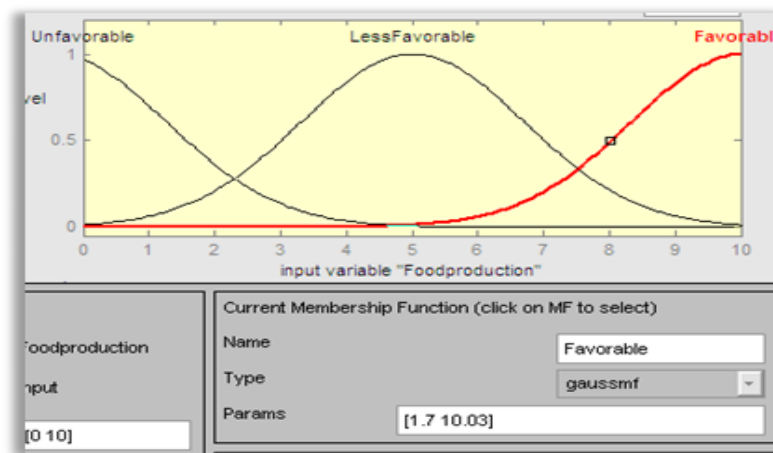 Unfavorable LessFavorable Favorabl
1
vel
0.5
0
0 1 2 3 4 5 6 7 8 9 10
input variable "Foodproduction"
Current Membership Function (click on MF to select)
Foodproduction
Name Favorable
nput
Type gaussmf
Params [1.7 10.03]
[0 10]